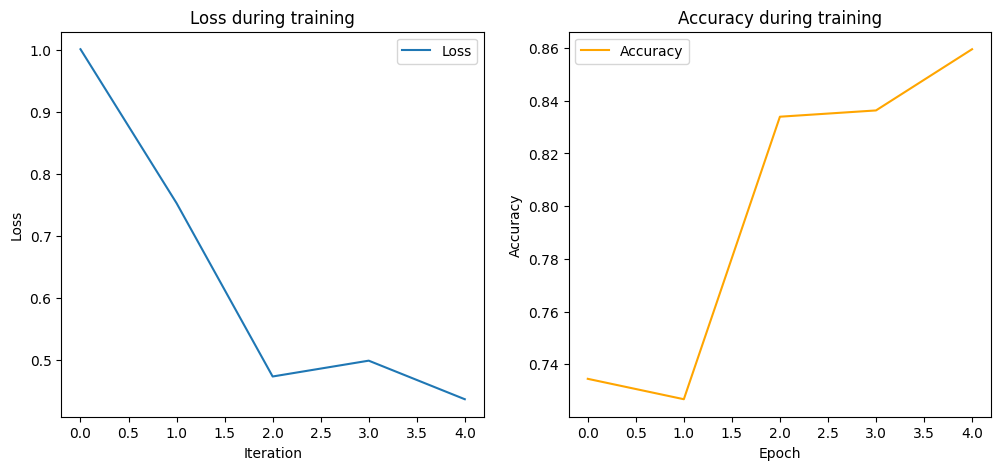 Loss during training
Loss
1.0
0.9
0.8
0.7
0.6
0.5
Loss
0.0 0.5 1.0 1.5 2.0 2.5 3.0 3.5 4.0
Iteration
Accuracy during training
Accuracy
0.86
0.84
0.82
0.80
0.78
0.76
0.74
Accuracy
0.0 0.5 1.0 1.5 2.0 2.5 3.0 3.5 4.0
Epoch